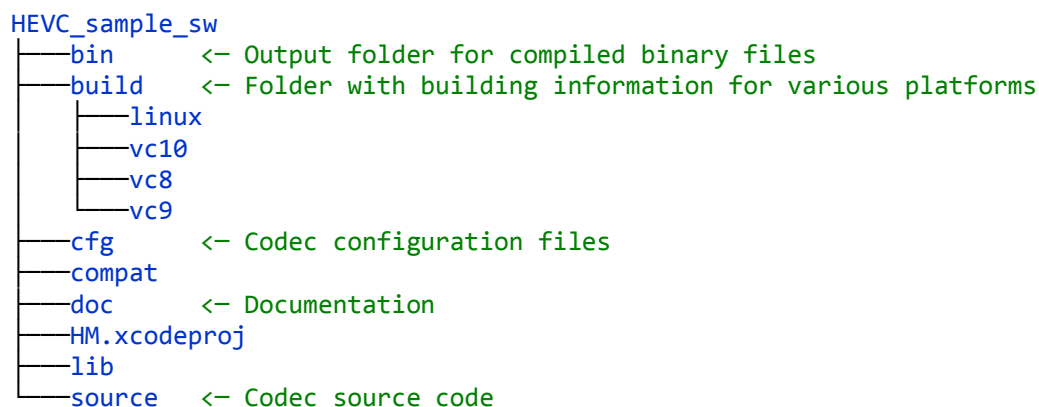 HEVC_sample_sw
├───bin <─ Output folder for compiled binary files
├───build <─ Folder with building information for various platforms
│ ├───linux
│ ├───vc10
│ ├───vc8
│ └───vc9
├───cfg <─ Codec configuration files
├───compat
├───doc <─ Documentation
├───HM.xcodeproj
├───lib
└───source <─ Codec source code